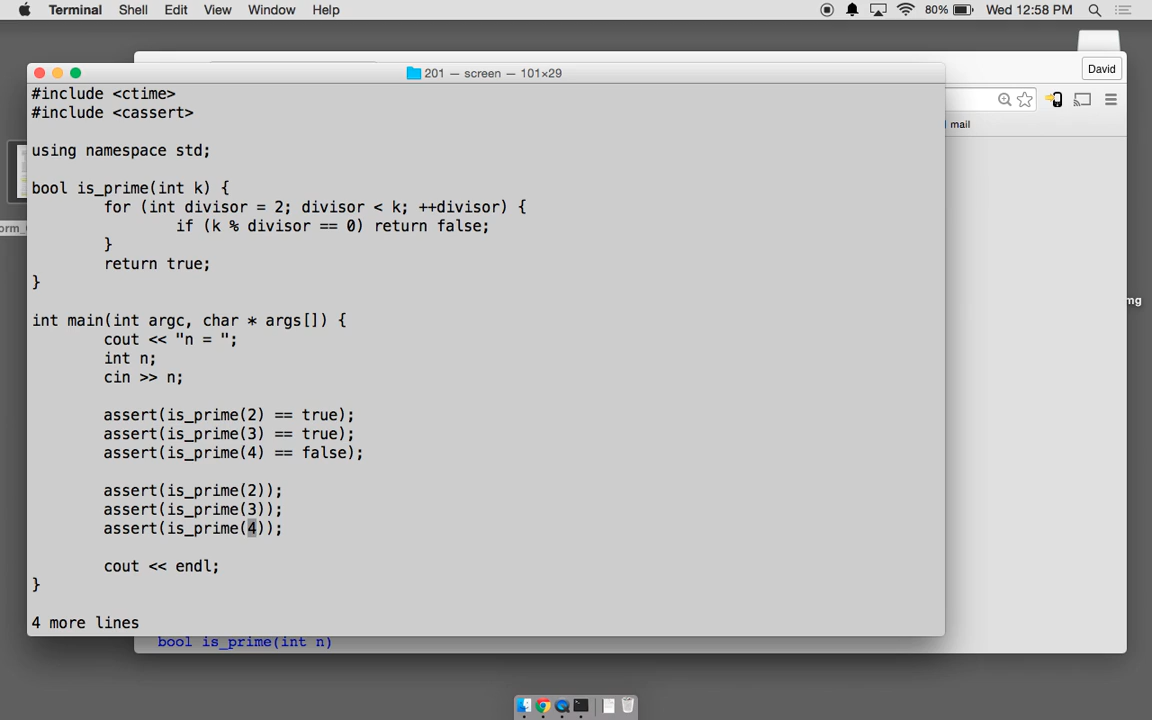 Terminal Shell Edit View Window Help 80% Wed 12:58 PM
201 — screen — 101×29
David
mail
#include <ctime>
#include <cassert>
using namespace std;
bool is_prime(int k) {
for (int divisor = 2; divisor < k; ++divisor) {
if (k % divisor == 0) return false;
}
return true;
}
int main(int argc, char * args[]) {
cout << "n = ";
int n;
cin >> n;
assert(is_prime(2) == true);
assert(is_prime(3) == true);
assert(is_prime(4) == false);
assert(is_prime(2));
assert(is_prime(3));
assert(is_prime(4));
cout << endl;
}
4 more lines
bool is_prime(int n)